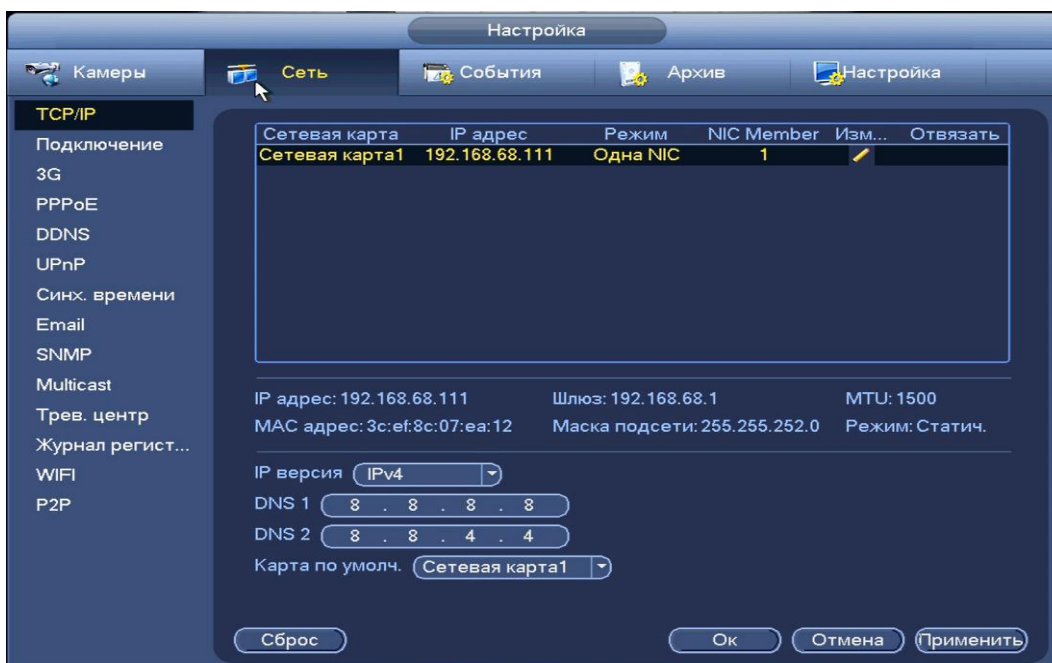 Настройка
Камеры Сеть События Архив Настройка
TCP/IP
Подключение
3G
PPPoE
DDNS
UPnP
Синх. времени
Email
SNMP
Multicast
Трев. центр
Журнал регист...
WIFI
P2P
Сетевая карта IP адрес Режим NIC Member Изм... Отвязать
Сетевая карта1 192.168.68.111 Одна NIC 1
IP адрес: 192.168.68.111 Шлюз: 192.168.68.1 MTU: 1500
MAC адрес: 3c:ef:8c:07:ea:12 Маска подсети: 255.255.252.0 Режим: Статич.
IP версия IPv4
DNS 1 8 . 8 . 8 . 8
DNS 2 8 . 8 . 4 . 4
Карта по умолч. Сетевая карта1
Сброс Ок Отмена Применить